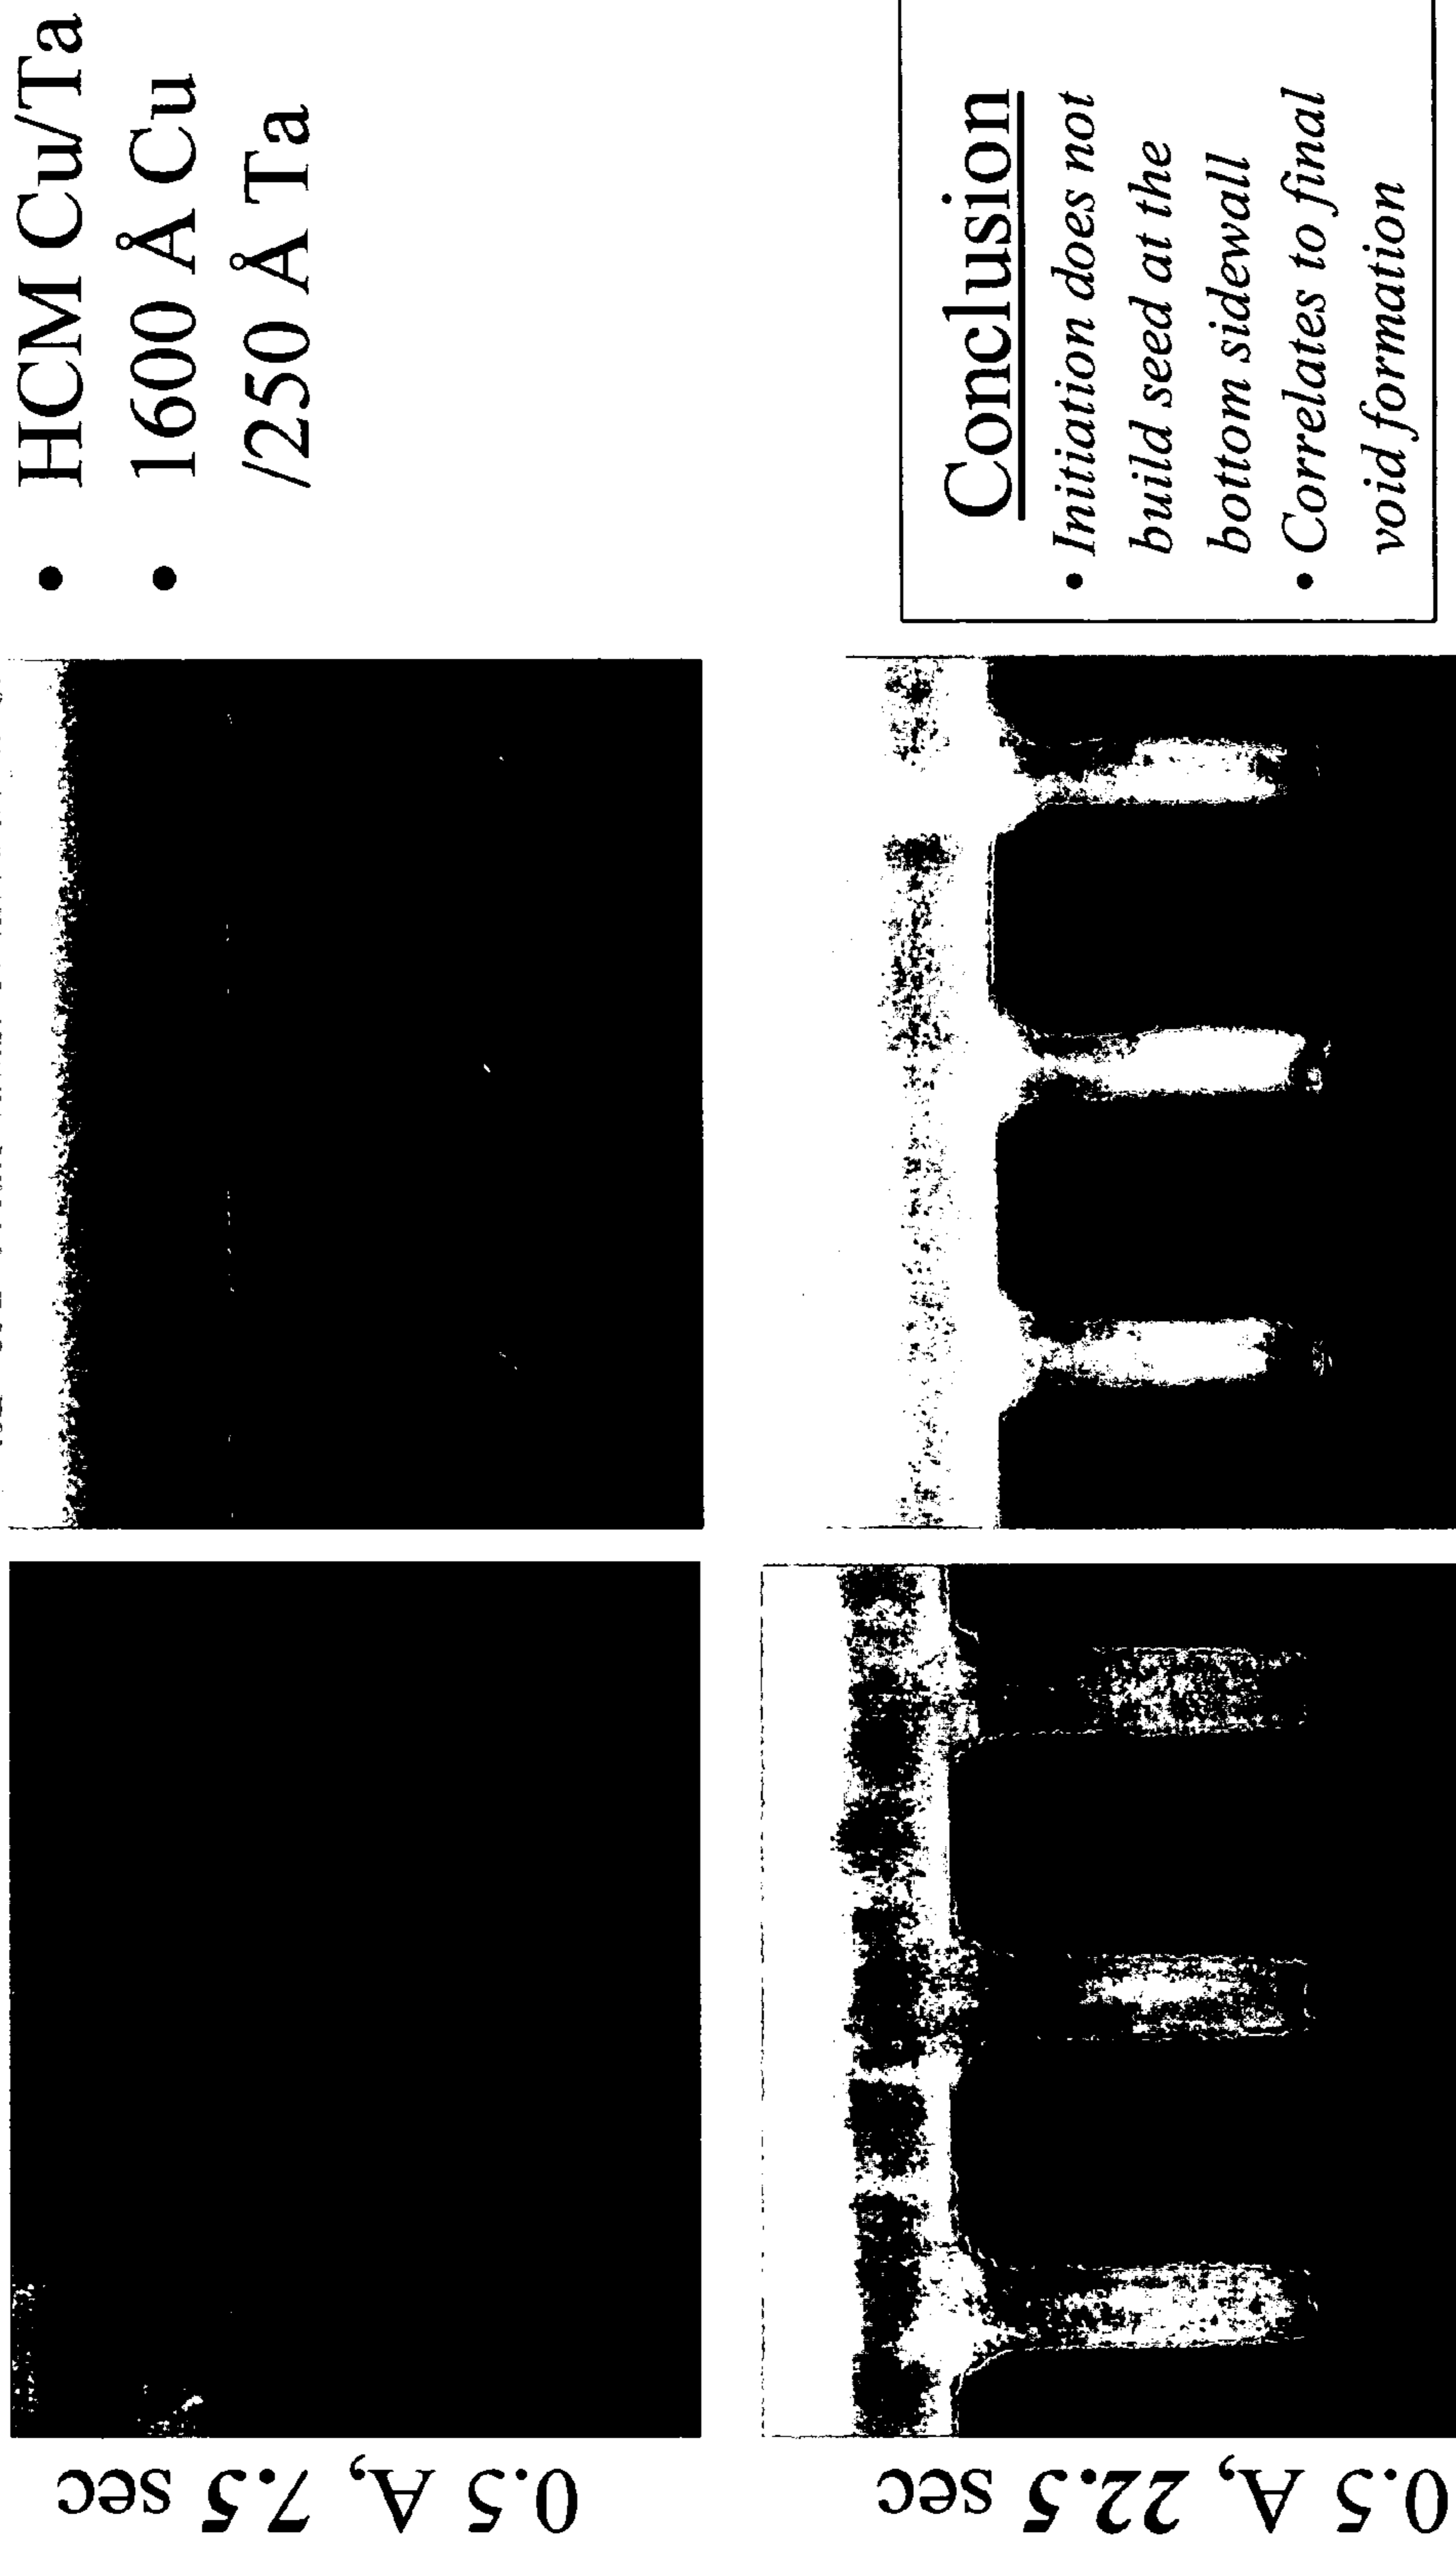 • HCM Cu/Ta
• 1600 Å Cu
/250 Å Ta
0.5 A, 7.5 sec
0.5 A, 22.5 sec
Conclusion
• Initiation does not
build seed at the
bottom sidewall
• Correlates to final
void formation